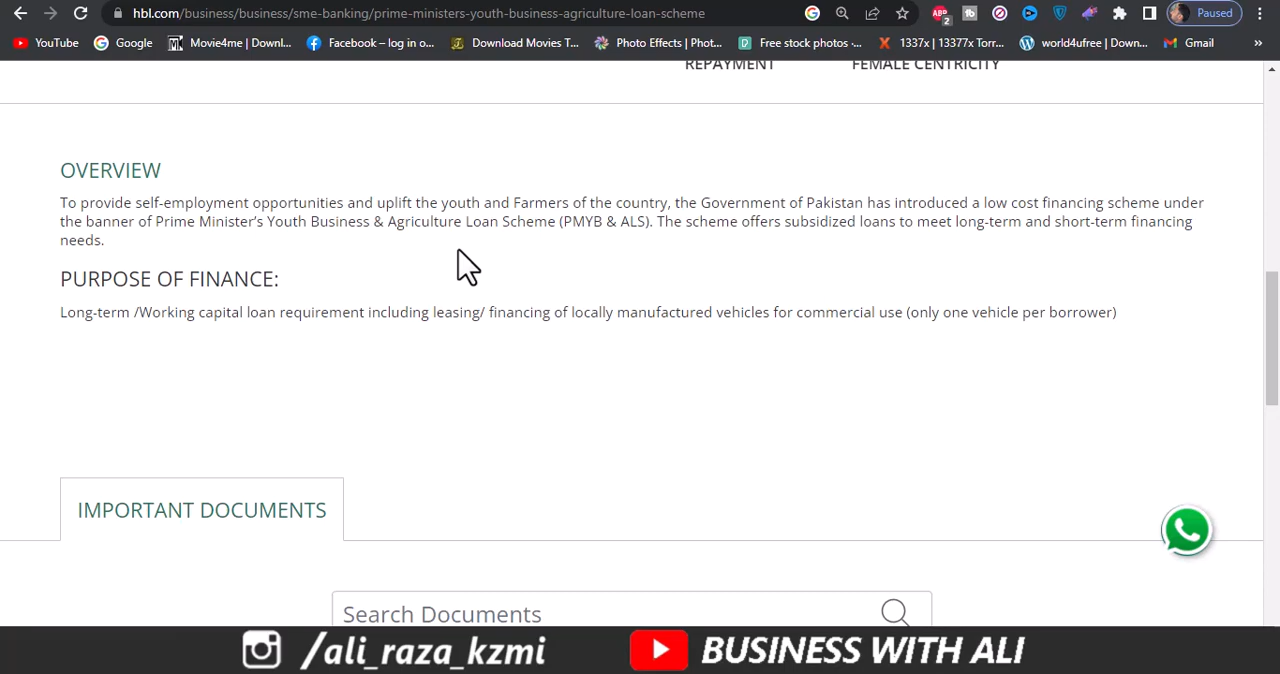 hbl.com/business/business/sme-banking/prime-ministers-youth-business-agriculture-loan-scheme
Paused
YouTube Google Movie4me | Downl... Facebook – log in o... Download Movies T... Photo Effects | Phot... Free stock photos ·... 1337x | 13377x Torr... world4ufree | Down... Gmail »
REPAYMENT FEMALE CENTRICITY
OVERVIEW
To provide self-employment opportunities and uplift the youth and Farmers of the country, the Government of Pakistan has introduced a low cost financing scheme under
the banner of Prime Minister's Youth Business & Agriculture Loan Scheme (PMYB & ALS). The scheme offers subsidized loans to meet long-term and short-term financing
needs.
PURPOSE OF FINANCE:
Long-term /Working capital loan requirement including leasing/ financing of locally manufactured vehicles for commercial use (only one vehicle per borrower)
IMPORTANT DOCUMENTS
Search Documents
/ali_raza_kzmi BUSINESS WITH ALI